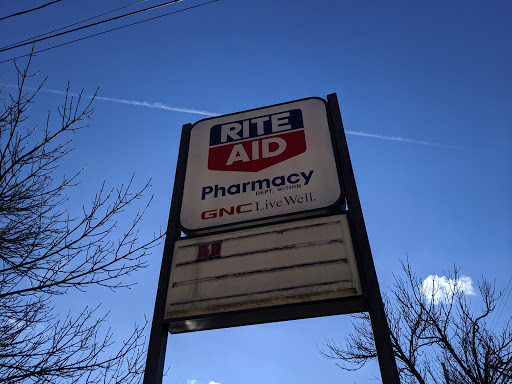 RITE
AID
Pharmacy
DEPT. WITHIN
GNC LiveWell.